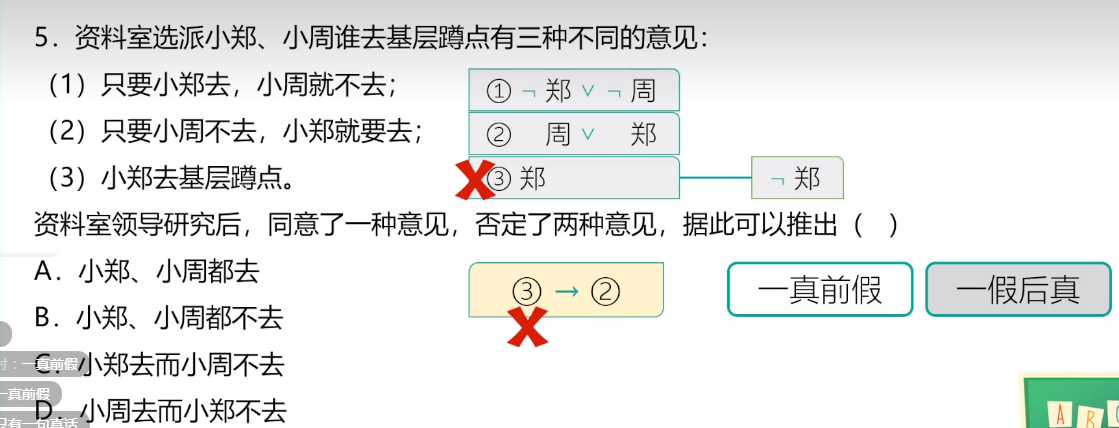 5．资料室选派小郑、小周谁去基层蹲点有三种不同的意见：
（1）只要小郑去，小周就不去；
① ¬ 郑 ∨ ¬ 周
（2）只要小周不去，小郑就要去；
② 周 ∨ 郑
（3）小郑去基层蹲点。
③ 郑
¬ 郑
资料室领导研究后，同意了一种意见，否定了两种意见，据此可以推出（ ）
A．小郑、小周都去
③ → ②
一真前假
一假后真
B．小郑、小周都不去
C．小郑去而小周不去
：一真前假
一真前假
D．小周去而小郑不去
只有一句真话
A B